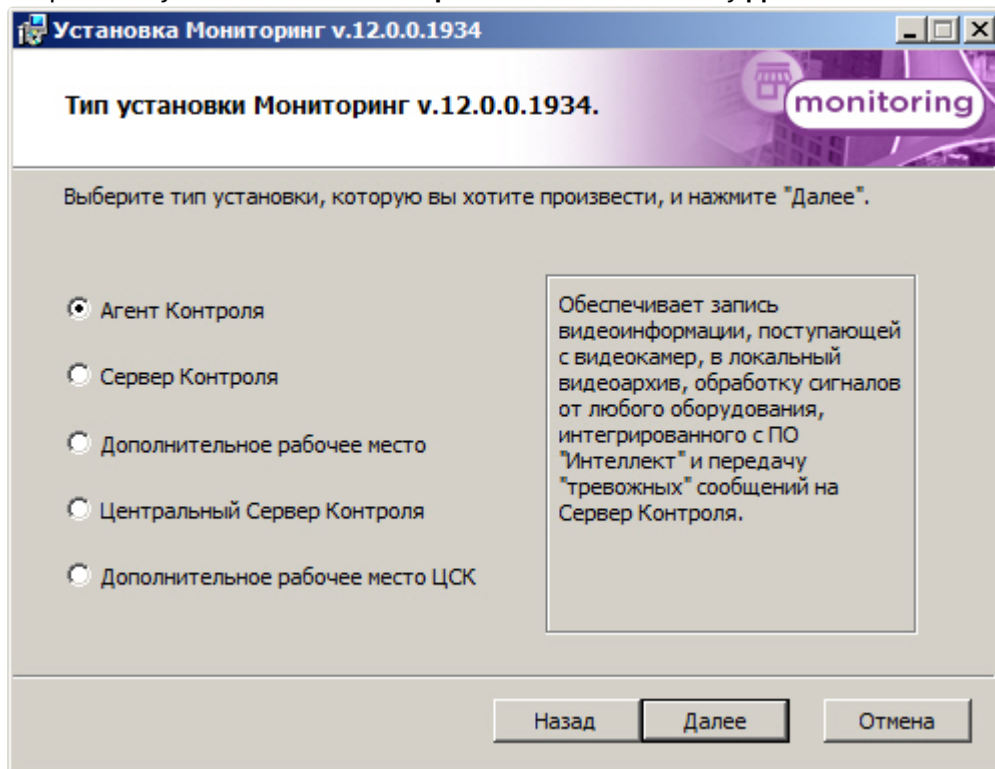 Установка Мониторинг v.12.0.0.1934
Тип установки Мониторинг v.12.0.0.1934.
monitoring
Выберите тип установки, которую вы хотите произвести, и нажмите "Далее".
Агент Контроля
Сервер Контроля
Дополнительное рабочее место
Центральный Сервер Контроля
Дополнительное рабочее место ЦСК
Обеспечивает запись
видеоинформации, поступающей
с видеокамер, в локальный
видеоархив, обработку сигналов
от любого оборудования,
интегрированного с ПО
"Интеллект" и передачу
"тревожных" сообщений на
Сервер Контроля.
Назад
Далее
Отмена